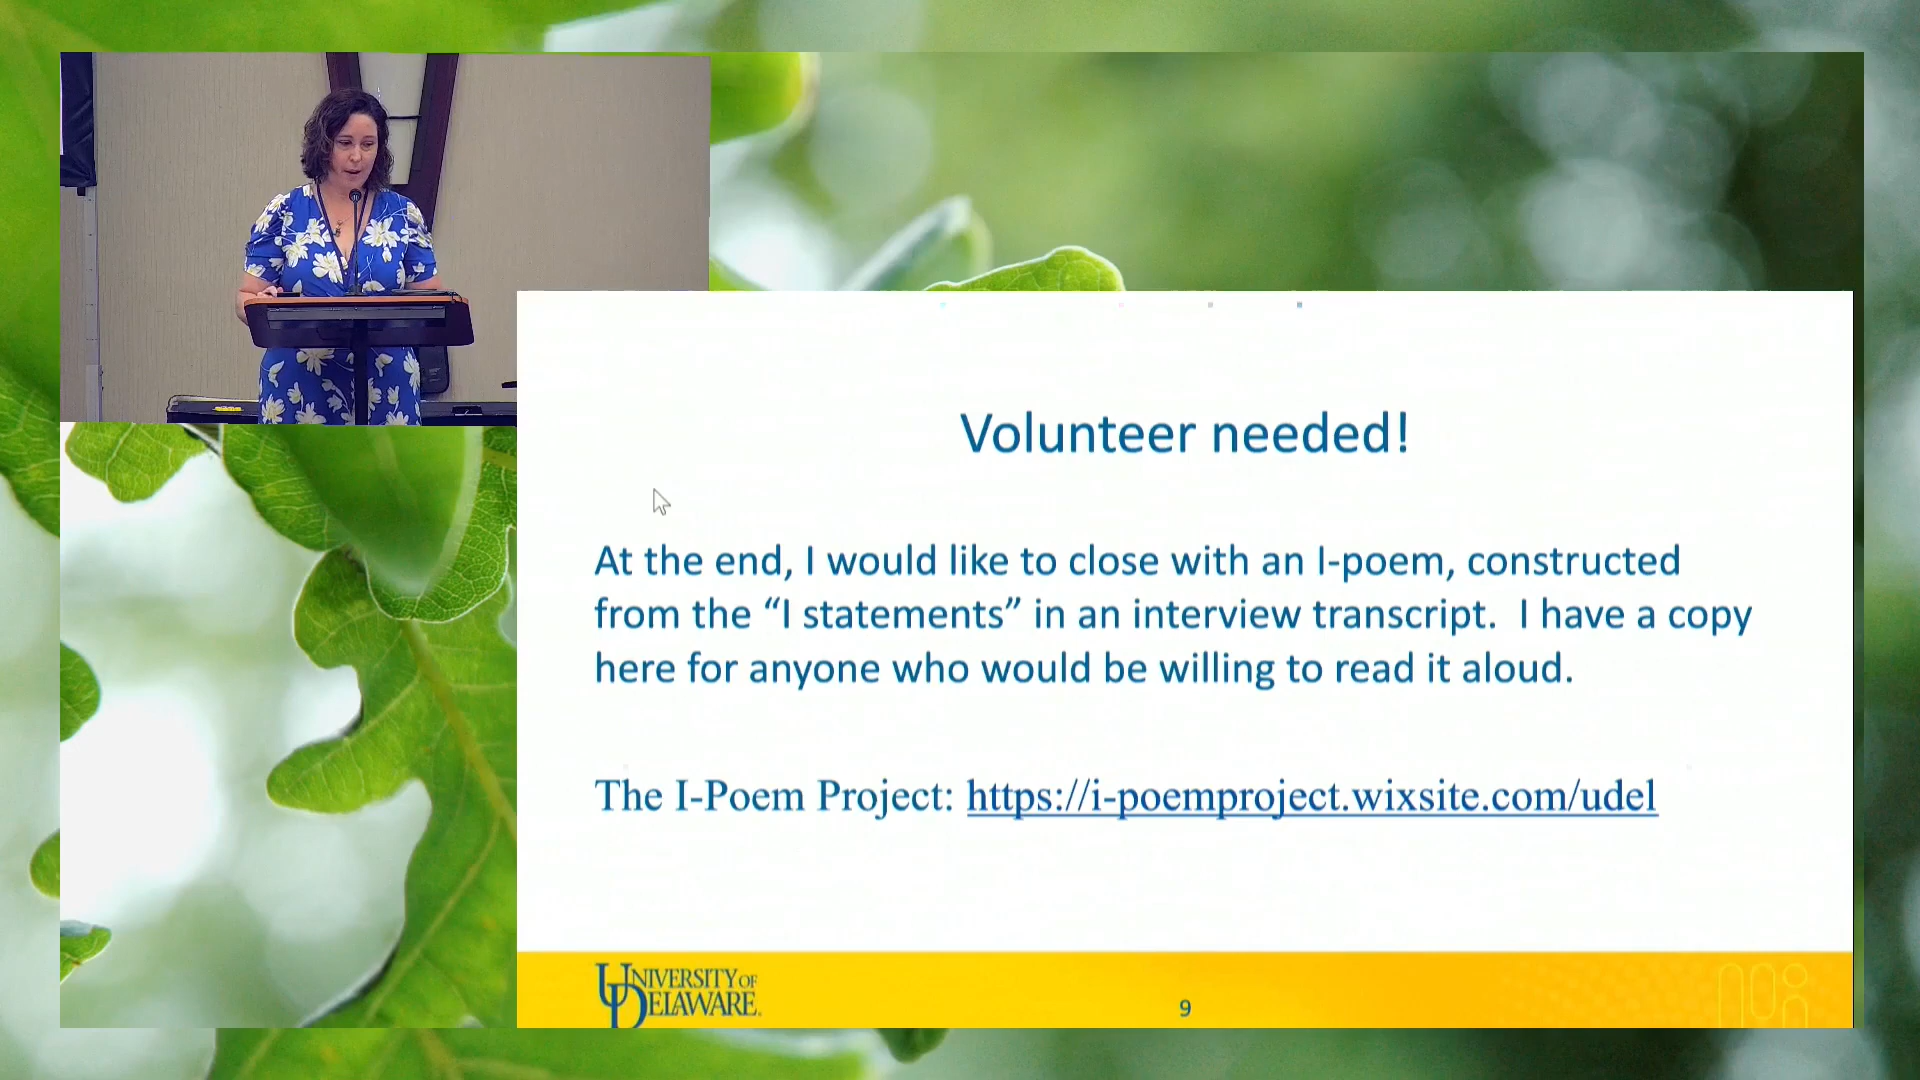 Volunteer needed!
At the end, I would like to close with an I-poem, constructed
from the “I statements” in an interview transcript.  I have a copy
here for anyone who would be willing to read it aloud.
The I-Poem Project: https://i-poemproject.wixsite.com/udel
UNIVERSITY OF
DELAWARE.
9